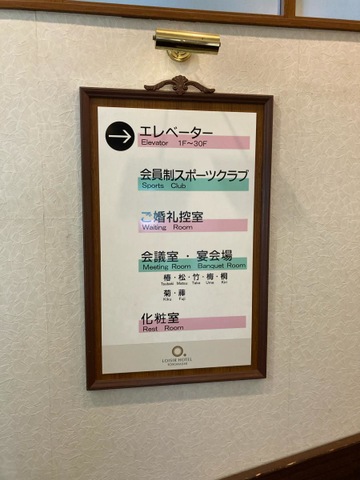 エレベーター
Elevator 1F～30F
会員制スポーツクラブ
Sports Club
ご婚礼控室
Waiting Room
会議室・宴会場
Meeting Room Banquet Room
椿・松・竹・梅・桐
Tsubaki Matsu Take Ume Kiri
菊・藤
Kiku Fuji
化粧室
Rest Room
LOISIR HOTEL